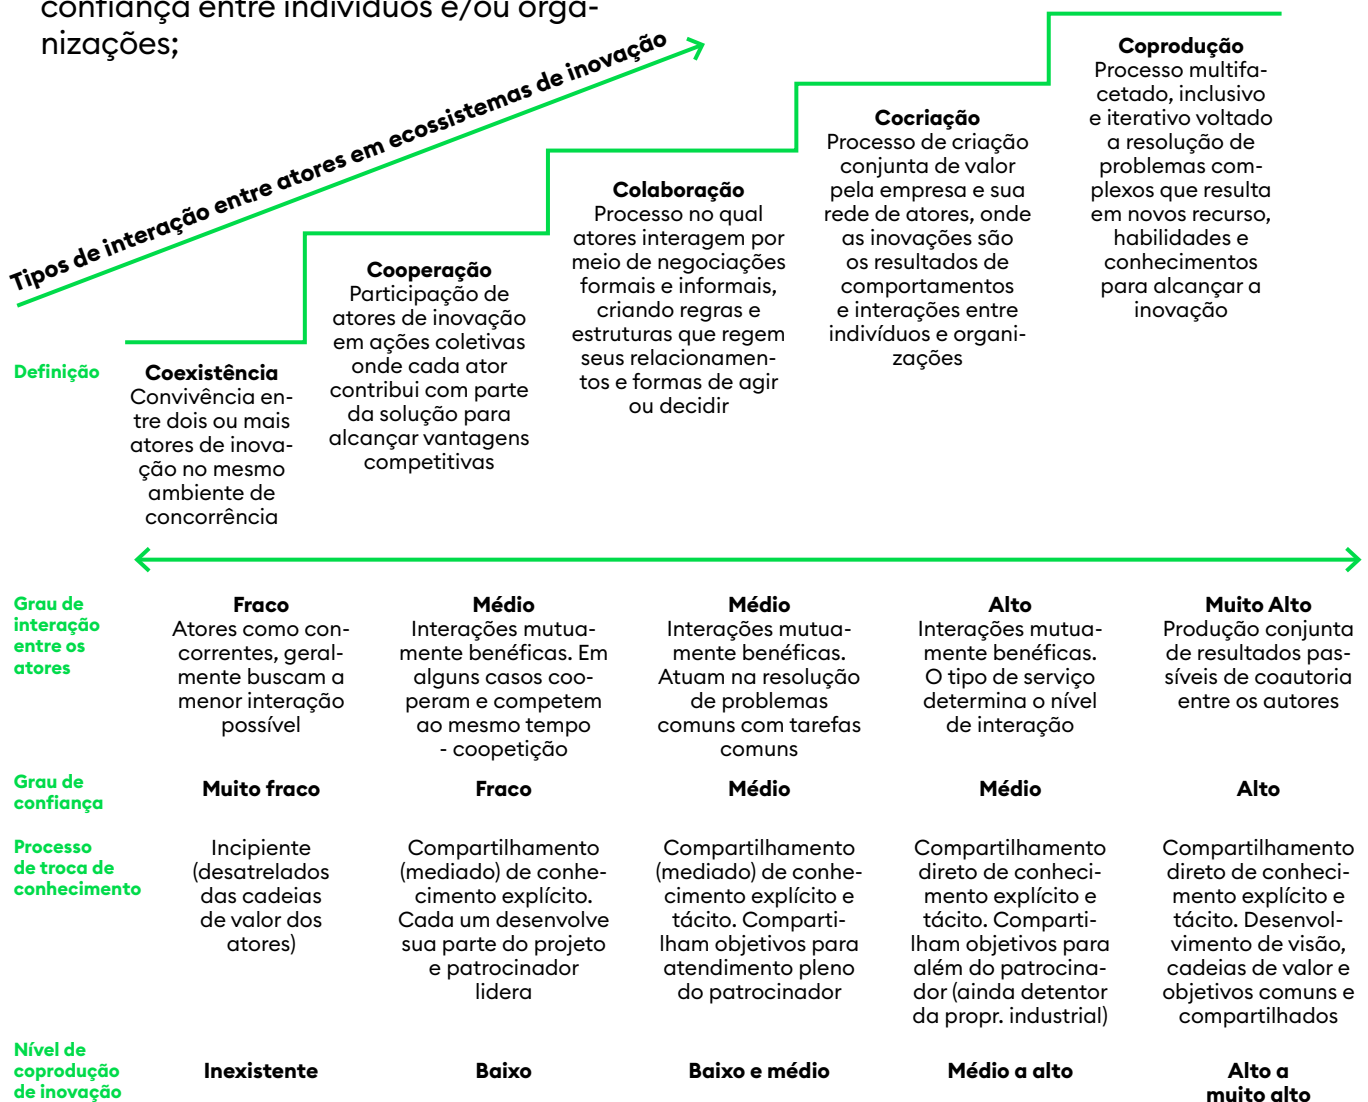 confiança entre indivíduos e/ou orga-
nizações;
Tipos de interação entre atores em ecossistemas de inovação
Definição
Coexistência
Convivência en-
tre dois ou mais
atores de inova-
ção no mesmo
ambiente de
concorrência
Cooperação
Participação de
atores de inovação
em ações coletivas
onde cada ator
contribui com parte
da solução para
alcançar vantagens
competitivas
Colaboração
Processo no qual
atores interagem por
meio de negociações
formais e informais,
criando regras e
estruturas que regem
seus relacionamen-
tos e formas de agir
ou decidir
Cocriação
Processo de criação
conjunta de valor
pela empresa e sua
rede de atores, onde
as inovações são
os resultados de
comportamentos
e interações entre
indivíduos e organi-
zações
Coprodução
Processo multifa-
cetado, inclusivo
e iterativo voltado
a resolução de
problemas com-
plexos que resulta
em novos recurso,
habilidades e
conhecimentos
para alcançar a
inovação
Grau de
interação
entre os
atores
Fraco
Atores como con-
correntes, geral-
mente buscam a
menor interação
possível
Médio
Interações mutua-
mente benéficas. Em
alguns casos coo-
peram e competem
ao mesmo tempo
- coopetição
Médio
Interações mutua-
mente benéficas.
Atuam na resolução
de problemas
comuns com tarefas
comuns
Alto
Interações mutua-
mente benéficas.
O tipo de serviço
determina o nível
de interação
Muito Alto
Produção conjunta
de resultados pas-
síveis de coautoria
entre os autores
Grau de
confiança
Muito fraco
Fraco
Médio
Médio
Alto
Processo
de troca de
conhecimento
Incipiente
(desatrelados
das cadeias
de valor dos
atores)
Compartilhamento
(mediado) de conhe-
cimento explícito.
Cada um desenvolve
sua parte do projeto
e patrocinador
lidera
Compartilhamento
(mediado) de conhe-
cimento explícito e
tácito. Comparti-
lham objetivos para
atendimento pleno
do patrocinador
Compartilhamento
direto de conheci-
mento explícito e
tácito. Comparti-
lham objetivos para
além do patrocina-
dor (ainda detentor
da propr. industrial)
Compartilhamento
direto de conheci-
mento explícito e
tácito. Desenvol-
vimento de visão,
cadeias de valor e
objetivos comuns e
compartilhados
Nível de
coprodução
de inovação
Inexistente
Baixo
Baixo e médio
Médio a alto
Alto a
muito alto